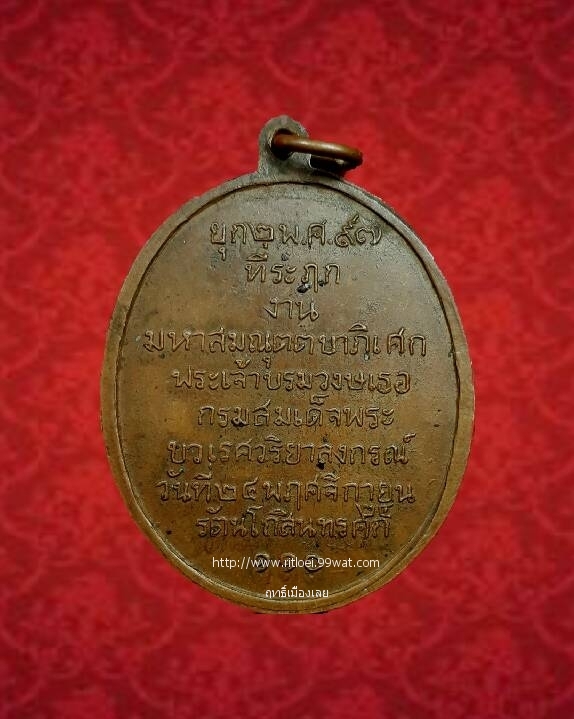 ยุก๒พ.ศ.๙๗
ที่ระฦก
งาน
มหาสมณุตตมาภิเศก
พระเจ้าบรมวงษเธอ
กรมสมเด็จพระ
บวเรศวริยาลงกรณ์
วันที่๒๔พฤศจิกายน
รัตนโกสินทรศก
๑๑๐
http://www.ritloei.99wat.com
ฤทธิ์เมืองเลย